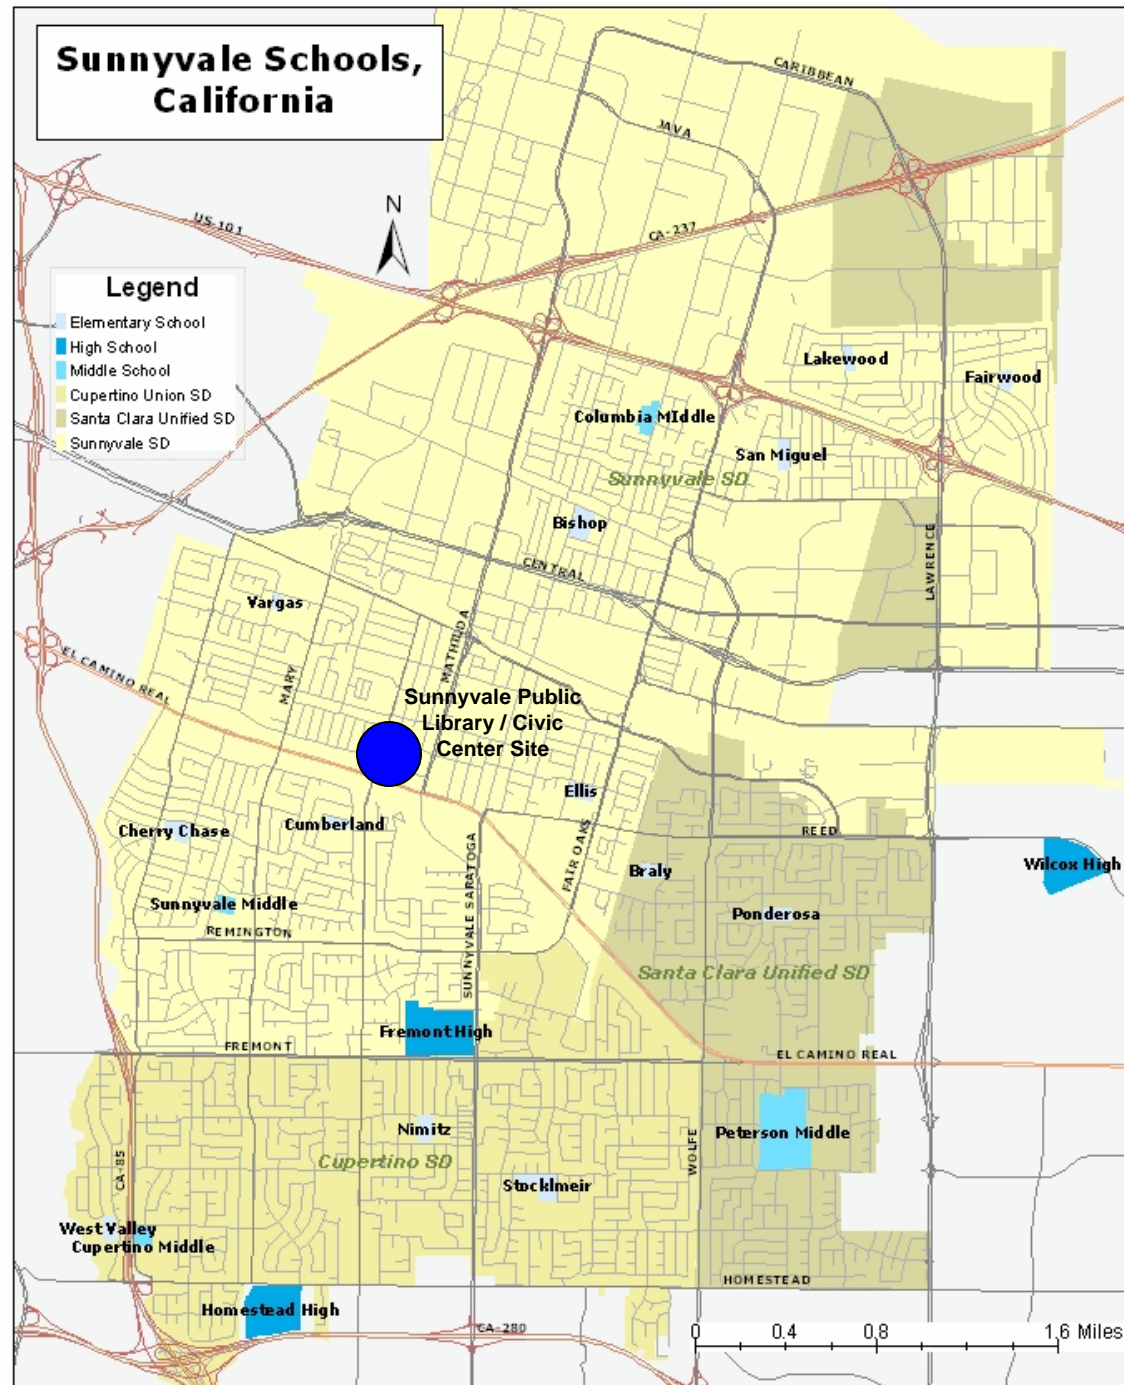 Sunnyvale Schools,
California
CARIBBEAN
JAVA
N
US-101
CA-237
Legend
Elementary School
High School
Middle School
Cupertino Union SD
Santa Clara Unified SD
Sunnyvale SD
Lakewood
Fairwood
Columbia MIddle
San Miguel
Sunnyvale SD
Bishop
LAWRENCE
CENTRAL
Vargas
MATHILDA
EL CAMINO REAL
MARY
Sunnyvale Public
Library / Civic
Center Site
Ellis
Cherry Chase
Cumberland
REED
FAIR OAKS
SUNNYVALE SARATOGA
Braly
Wilcox High
Sunnyvale Middle
Ponderosa
REMINGTON
Santa Clara Unified SD
Fremont High
FREMONT
EL CAMINO REAL
Nimitz
Peterson Middle
WOLFE
Cupertino SD
CA-85
Stocklmeir
West Valley
Cupertino Middle
HOMESTEAD
Homestead High
CA-280
0 0.4 0.8 1.6 Miles